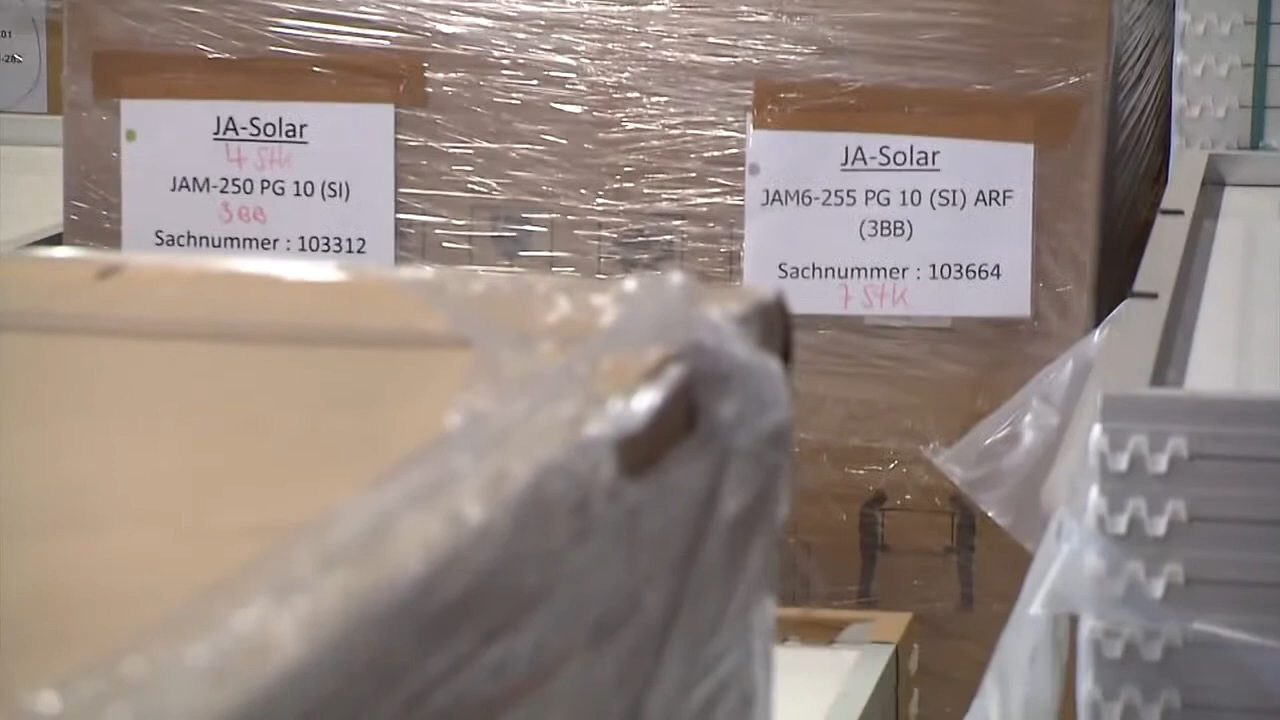 01
JA-Solar
4 Stk
JAM-250 PG 10 (SI)
3BB
Sachnummer : 103312
JA-Solar
JAM6-255 PG 10 (SI) ARF
(3BB)
Sachnummer : 103664
7 Stk